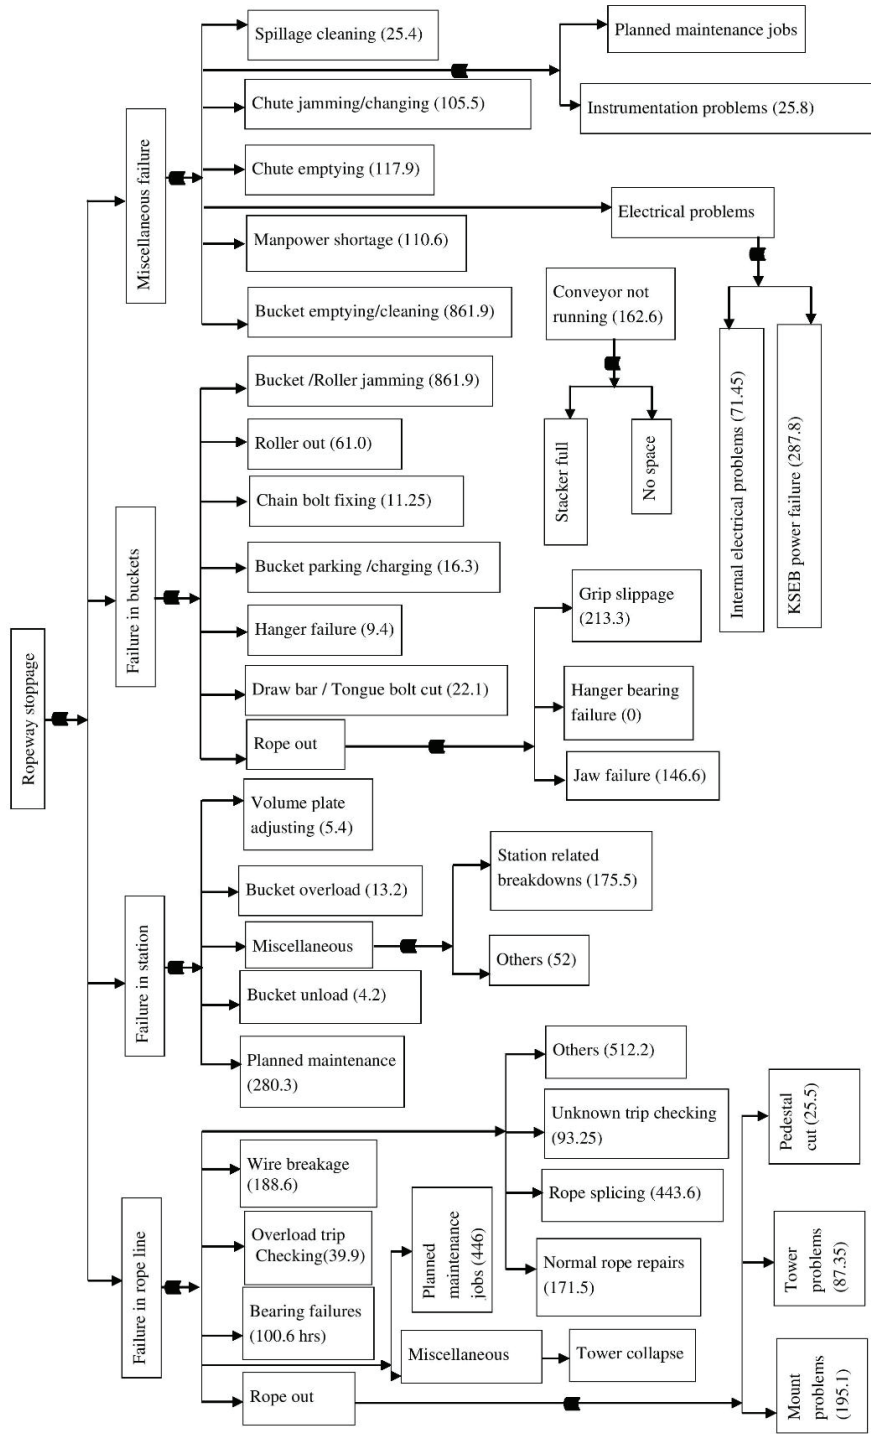 Ropeway stoppage
Miscellaneous failure
Spillage cleaning (25.4)
Planned maintenance jobs
Instrumentation problems (25.8)
Chute jamming/changing (105.5)
Chute emptying (117.9)
Electrical problems
Manpower shortage (110.6)
Bucket emptying/cleaning (861.9)
Conveyor not
running (162.6)
Stacker full
No space
Internal electrical problems (71.45)
KSEB power failure (287.8)
Failure in buckets
Bucket /Roller jamming (861.9)
Roller out (61.0)
Chain bolt fixing (11.25)
Bucket parking /charging (16.3)
Hanger failure (9.4)
Draw bar / Tongue bolt cut (22.1)
Rope out
Grip slippage
(213.3)
Hanger bearing
failure (0)
Jaw failure (146.6)
Failure in station
Volume plate
adjusting (5.4)
Bucket overload (13.2)
Miscellaneous
Station related
breakdowns (175.5)
Others (52)
Bucket unload (4.2)
Planned maintenance
(280.3)
Failure in rope line
Others (512.2)
Unknown trip checking
(93.25)
Rope splicing (443.6)
Normal rope repairs
(171.5)
Wire breakage
(188.6)
Overload trip
Checking(39.9)
Bearing failures
(100.6 hrs)
Planned
maintenance
jobs (446)
Miscellaneous
Tower collapse
Rope out
Pedestal
cut (25.5)
Tower
problems
(87.35)
Mount
problems
(195.1)